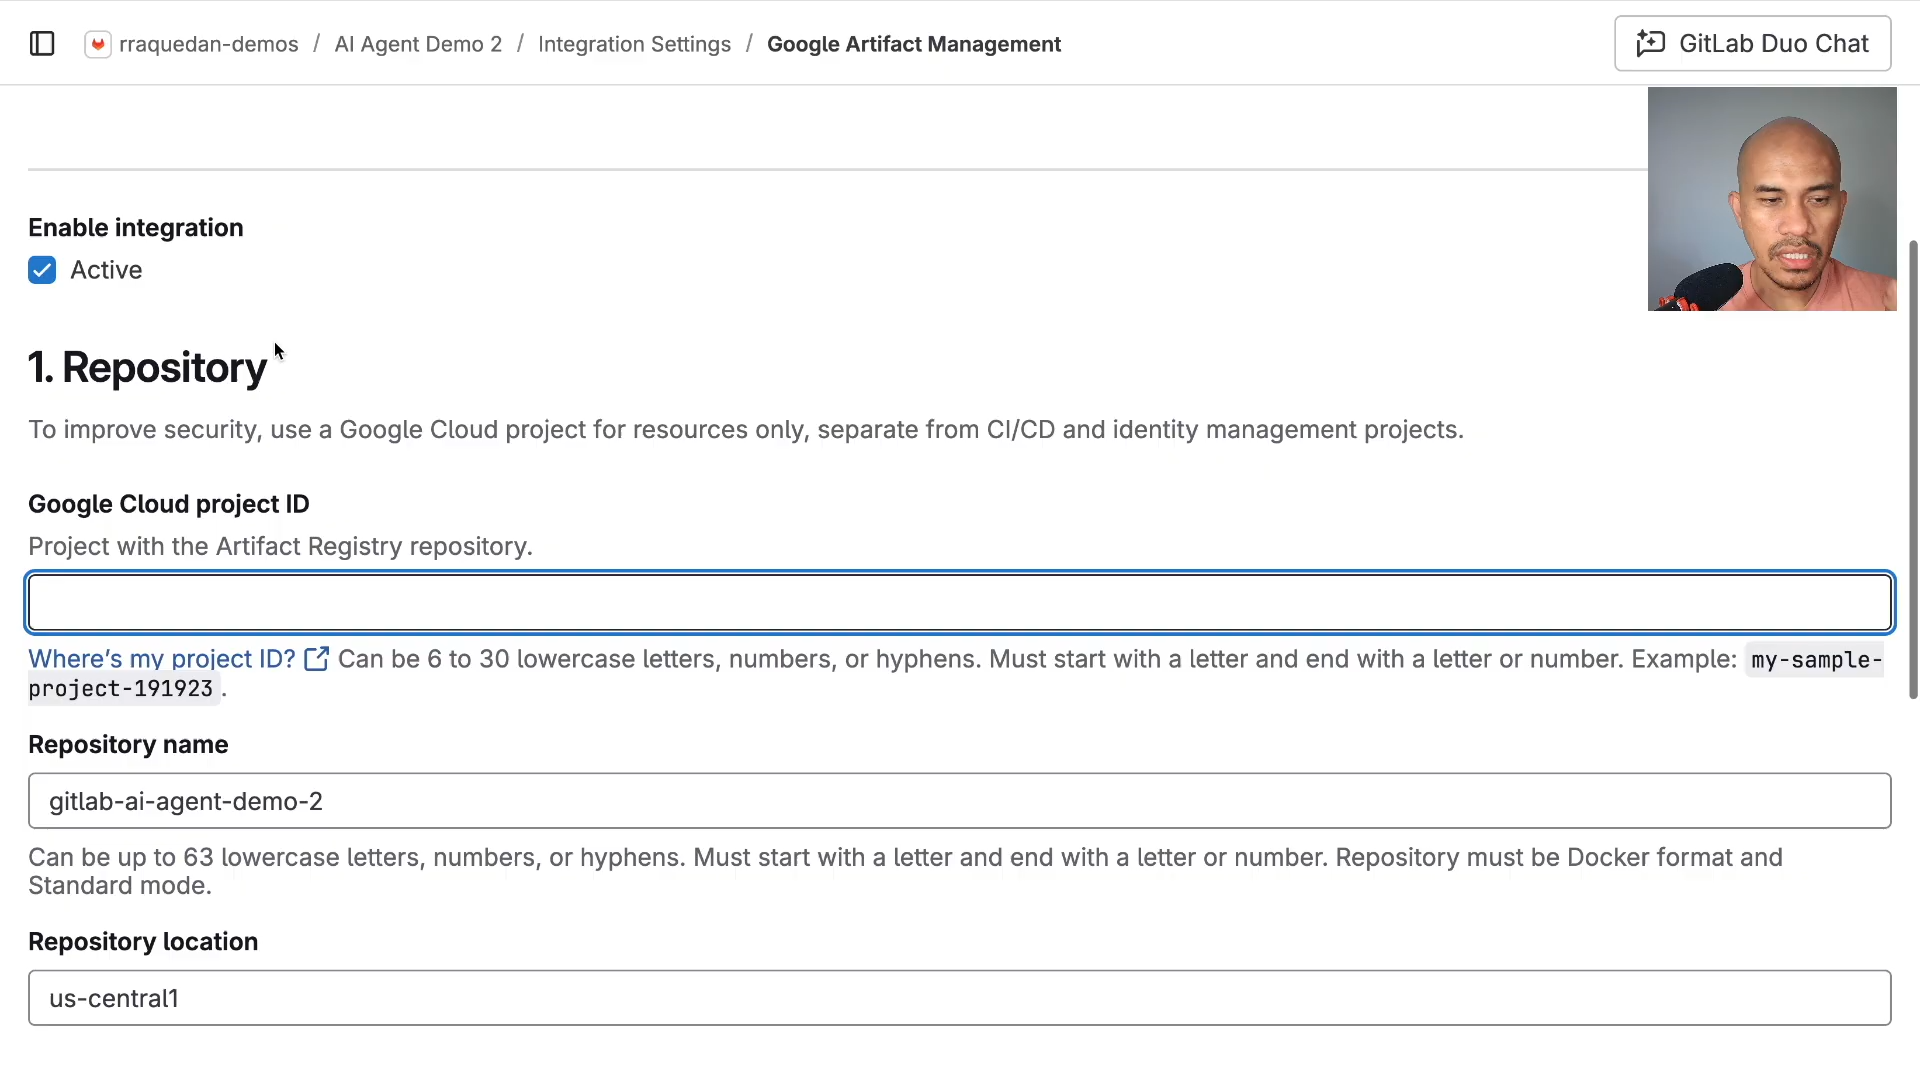 rraquedan-demos / AI Agent Demo 2 / Integration Settings / Google Artifact Management
GitLab Duo Chat
Enable integration
Active
1. Repository
To improve security, use a Google Cloud project for resources only, separate from CI/CD and identity management projects.
Google Cloud project ID
Project with the Artifact Registry repository.
Where's my project ID? Can be 6 to 30 lowercase letters, numbers, or hyphens. Must start with a letter and end with a letter or number. Example: my-sample-
project-191923 .
Repository name
gitlab-ai-agent-demo-2
Can be up to 63 lowercase letters, numbers, or hyphens. Must start with a letter and end with a letter or number. Repository must be Docker format and
Standard mode.
Repository location
us-central1